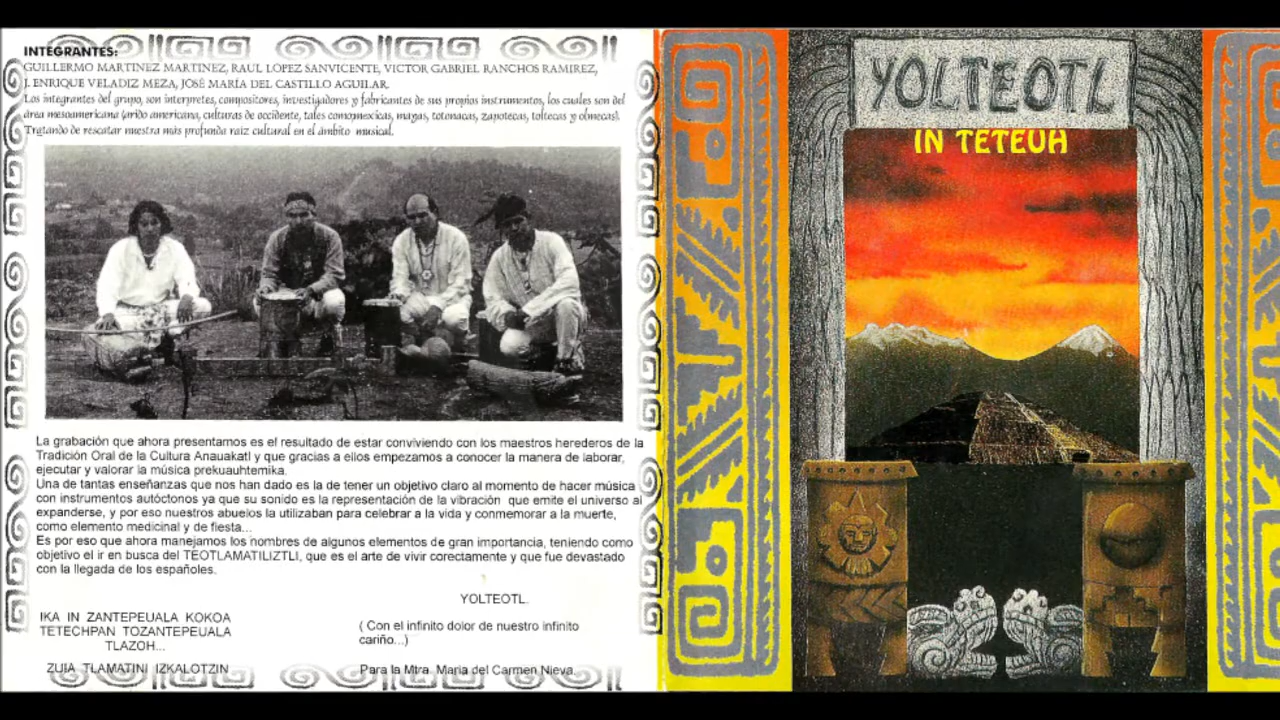 INTEGRANTES:
GUILLERMO MARTINEZ MARTINEZ, RAUL LOPEZ SANVICENTE, VICTOR GABRIEL RANCHOS RAMIREZ,
J. ENRIQUE VELADIZ MEZA, JOSÉ MARÍA DEL CASTILLO AGUILAR.
Los integrantes del grupo, son interpretes, compositores, investigadores y fabricantes de sus propios instrumentos, los cuales son del
área mesoamericana (arido americana, culturas de occidente, tales comomexicas, mayas, totonacas, zapotecas, toltecas y olmecas).
Tratando de rescatar nuestra más profunda raiz cultural en el ámbito musical.
La grabación que ahora presentamos es el resultado de estar conviviendo con los maestros herederos de la
Tradición Oral de la Cultura Anauakatl y que gracias a ellos empezamos a conocer la manera de laborar,
ejecutar y valorar la música prekuauhtemika.
Una de tantas enseñanzas que nos han dado es la de tener un objetivo claro al momento de hacer música
con instrumentos autóctonos ya que su sonido es la representación de la vibración que emite el universo al
expanderse, y por eso nuestros abuelos la utilizaban para celebrar a la vida y conmemorar a la muerte,
como elemento medicinal y de fiesta...
Es por eso que ahora manejamos los nombres de algunos elementos de gran importancia, teniendo como
objetivo el ir en busca del TEOTLAMATILIZTLI, que es el arte de vivir corectamente y que fue devastado
con la llegada de los españoles.
YOLTEOTL.
IKA IN ZANTEPEUALA KOKOA
TETECHPAN TOZANTEPEUALA
TLAZOH...
ZUIA TLAMATINI IZKALOTZIN
( Con el infinito dolor de nuestro infinito
cariño...)
Para la Mtra. Maria del Carmen Nieva.
YOLTEOTL
IN TETEUH